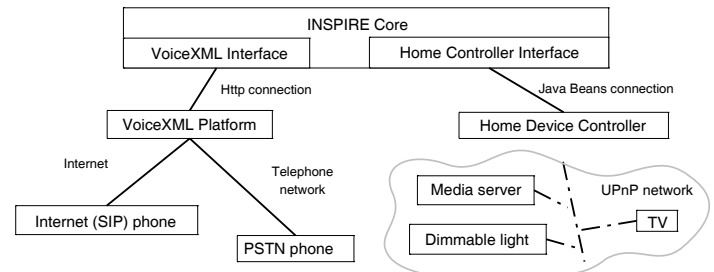 INSPIRE Core
VoiceXML Interface
Home Controller Interface
Http connection
Java Beans connection
VoiceXML Platform
Home Device Controller
Internet
Telephone
network
Media server
UPnP network
Internet (SIP) phone
TV
PSTN phone
Dimmable light